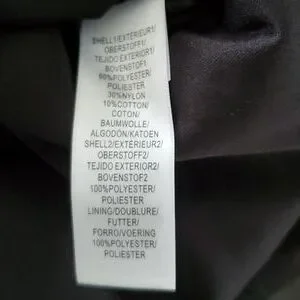 SHELL1/EXTERIEUR1/
OBERSTOFF1/
TEJIDO EXTERIOR1/
BOVENSTOF1
60%POLYESTER/
POLIESTER
30%NYLON
10%COTTON/
COTON/
BAUMWOLLE/
ALGODÓN/KATOEN
SHELL2/EXTERIEUR2/
OBERSTOFF2/
TEJIDO EXTERIOR2/
BOVENSTOF2
100%POLYESTER/
POLIESTER
LINING/DOUBLURE/
FUTTER/
FORRO/VOERING
100%POLYESTER/
POLIESTER